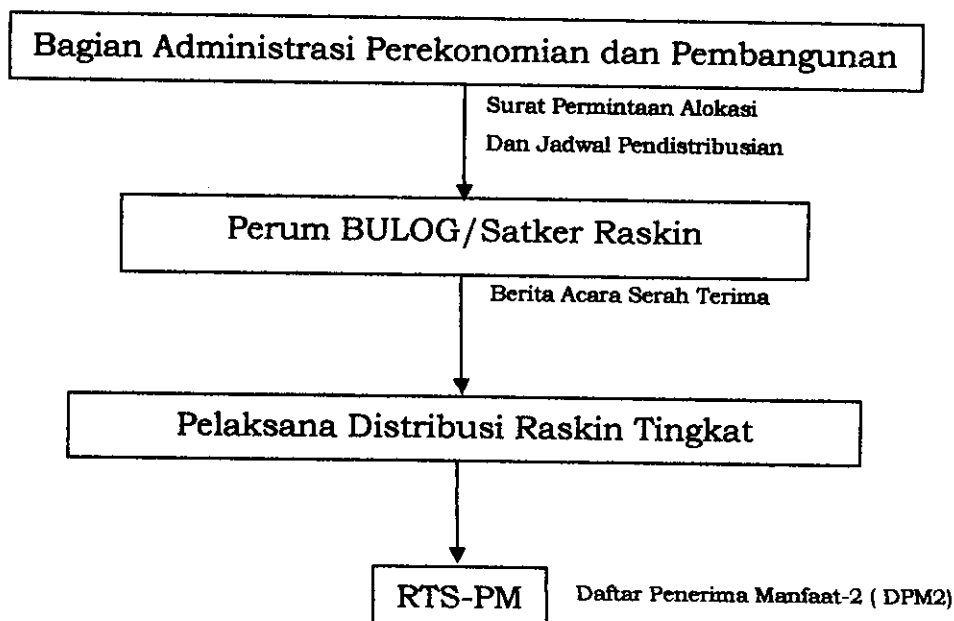 Bagian Administrasi Perekonomian dan Pembangunan
Surat Permintaan Alokasi
Dan Jadwal Pendistribusian
Perum BULOG/Satker Raskin
Berita Acara Serah Terima
Pelaksana Distribusi Raskin Tingkat
RTS-PM
Daftar Penerima Manfaat-2 ( DPM2)